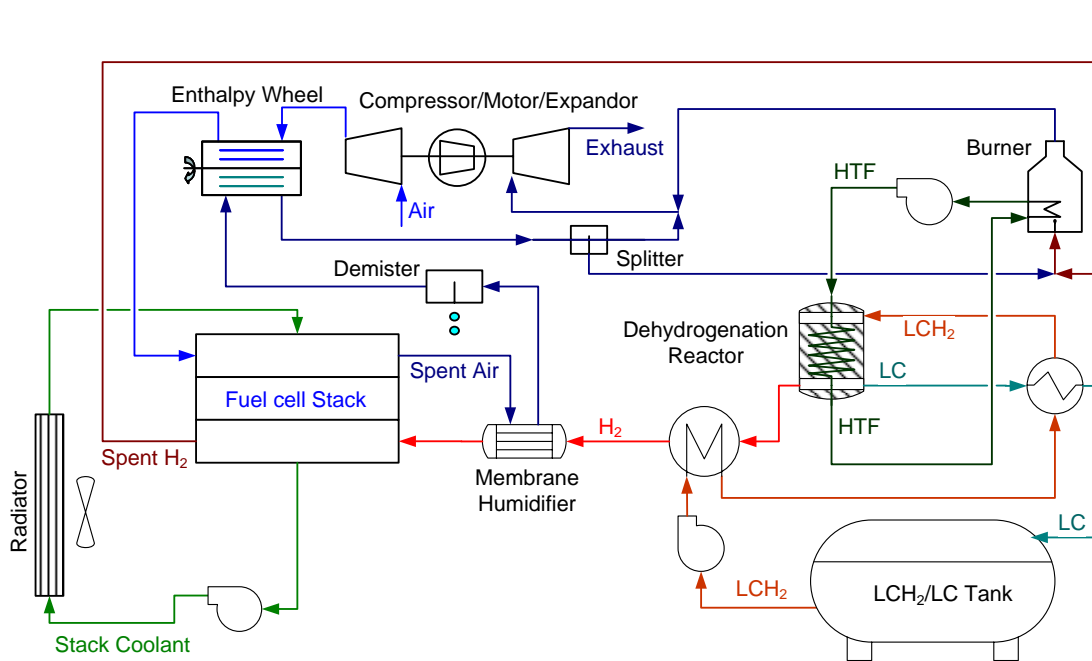 Enthalpy Wheel
Compressor/Motor/Expandor
Exhaust
Burner
HTF
Air
Splitter
Demister
Dehydrogenation
Reactor
LCH₂
Spent Air
LC
Fuel cell Stack
HTF
H₂
Spent H₂
Membrane
Humidifier
Radiator
LC
LCH₂
LCH₂/LC Tank
Stack Coolant